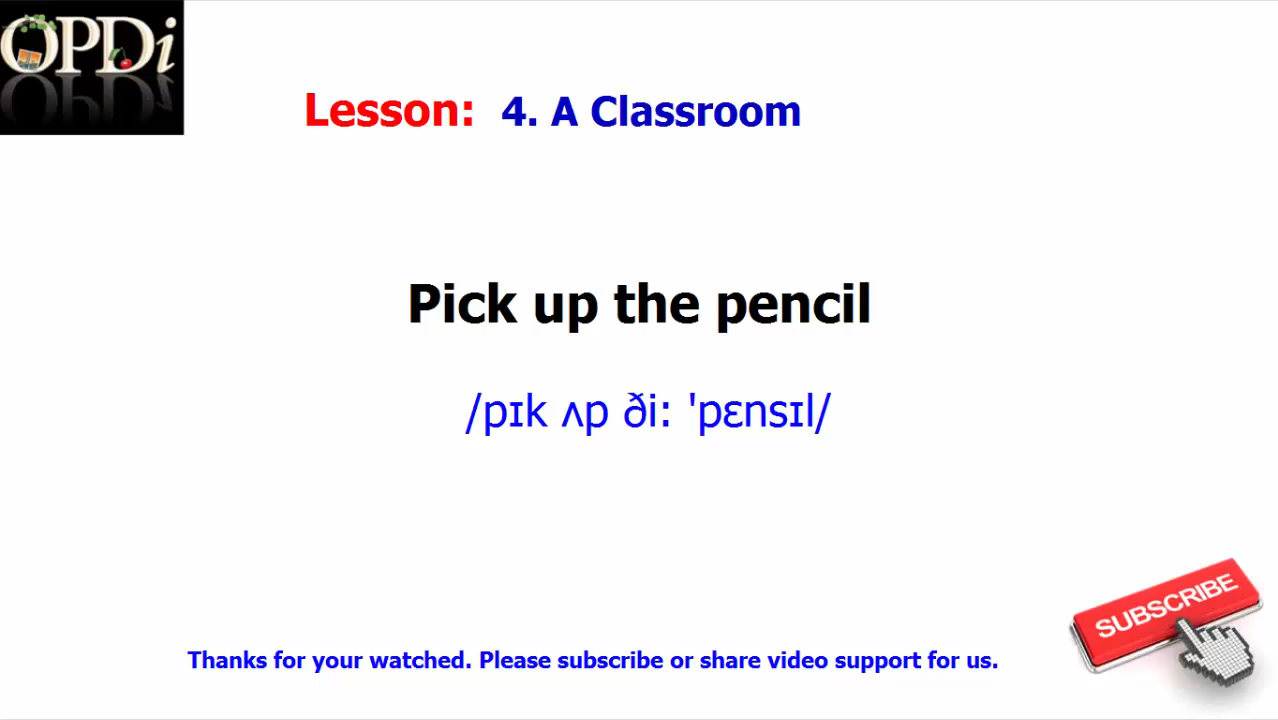 OPDi
Lesson: 4. A Classroom
Pick up the pencil
/pɪk ʌp ði: 'pɛnsɪl/
SUBSCRIBE
Thanks for your watched. Please subscribe or share video support for us.